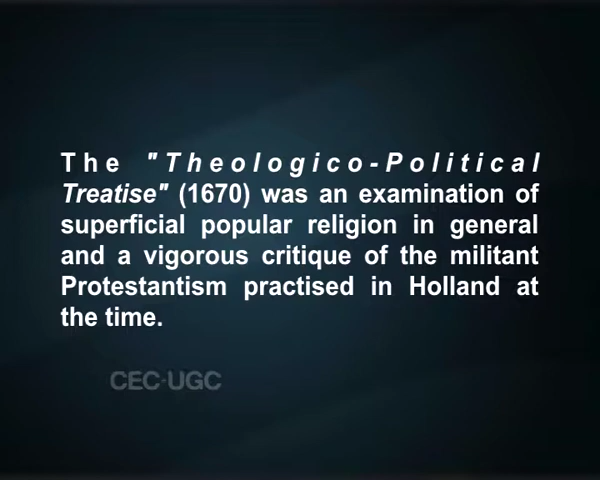 The "Theologico-Political
Treatise" (1670) was an examination of
superficial popular religion in general
and a vigorous critique of the militant
Protestantism practised in Holland at
the time.
CEC-UGC